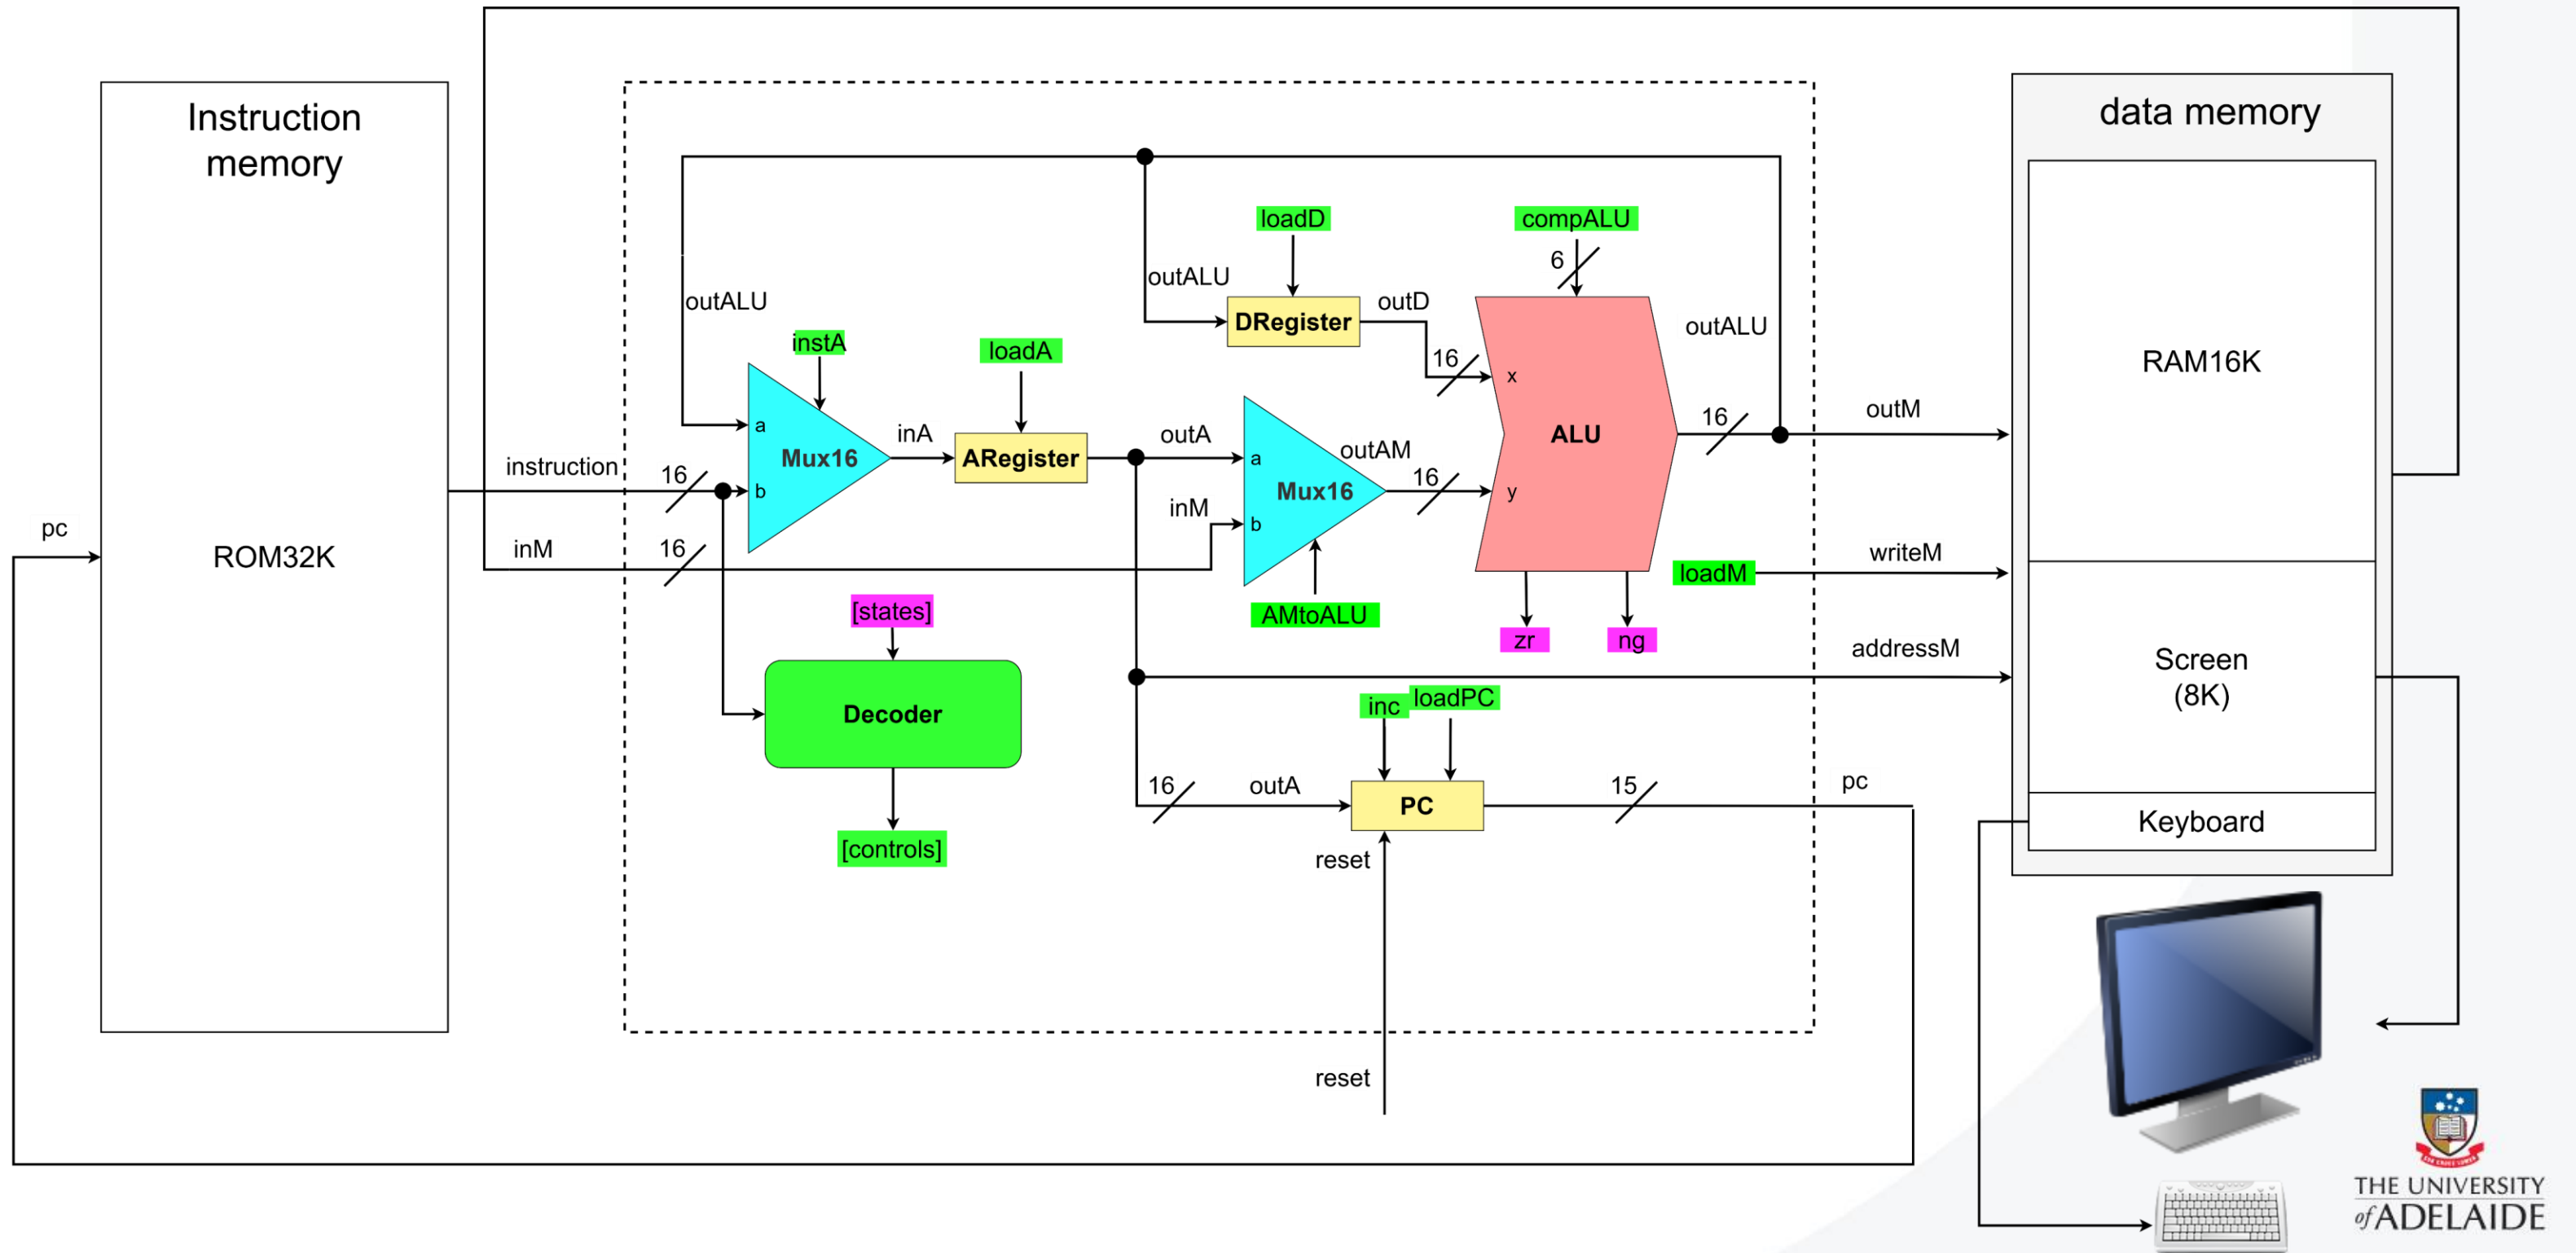 Instruction
memory
ROM32K
pc
instruction
16
inM
16
outALU
instA
a
b
Mux16
inA
loadA
ARegister
outA
outALU
loadD
DRegister
outD
16
a
b
Mux16
inM
outAM
16
AMtoALU
compALU
6
x
y
ALU
zr
ng
outALU
16
outM
loadM
writeM
addressM
[states]
Decoder
[controls]
inc
loadPC
16
outA
PC
15
pc
reset
reset
data memory
RAM16K
Screen
(8K)
Keyboard
THE UNIVERSITY
of ADELAIDE